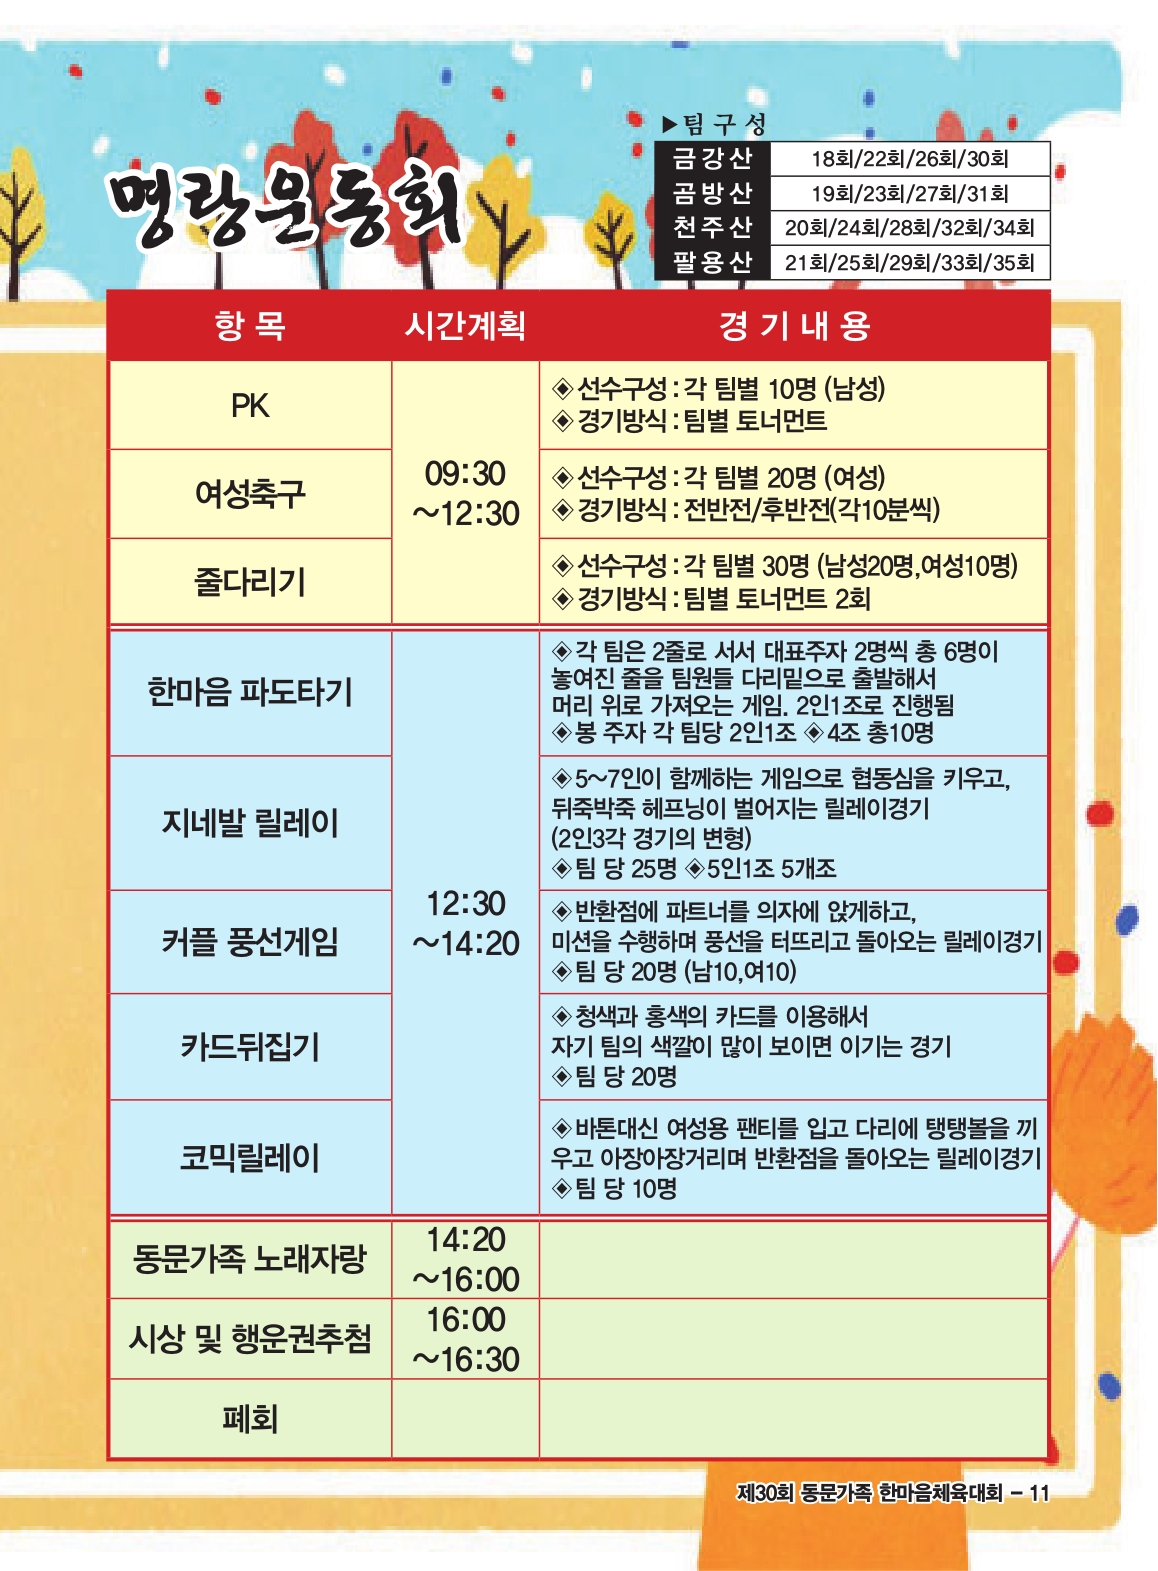 명랑운동회
▶팀 구 성
금강산 18회/22회/26회/30회
곰방산 19회/23회/27회/31회
천주산 20회/24회/28회/32회/34회
팔용산 21회/25회/29회/33회/35회
항 목 시간계획 경 기 내 용
PK
◈선수구성 : 각 팀별 10명 (남성)
◈경기방식 : 팀별 토너먼트
09:30
~12:30
여성축구
◈선수구성 : 각 팀별 20명 (여성)
◈경기방식 : 전반전/후반전(각10분씩)
줄다리기
◈선수구성 : 각 팀별 30명 (남성20명,여성10명)
◈경기방식 : 팀별 토너먼트 2회
한마음 파도타기
◈각 팀은 2줄로 서서 대표주자 2명씩 총 6명이
놓여진 줄을 팀원들 다리밑으로 출발해서
머리 위로 가져오는 게임. 2인1조로 진행됨
◈봉 주자 각 팀당 2인1조 ◈4조 총10명
지네발 릴레이
◈5~7인이 함께하는 게임으로 협동심을 키우고,
뒤죽박죽 헤프닝이 벌어지는 릴레이경기
(2인3각 경기의 변형)
◈팀 당 25명 ◈5인1조 5개조
12:30
~14:20
커플 풍선게임
◈반환점에 파트너를 의자에 앉게하고,
미션을 수행하며 풍선을 터뜨리고 돌아오는 릴레이경기
◈팀 당 20명 (남10,여10)
카드뒤집기
◈청색과 홍색의 카드를 이용해서
자기 팀의 색깔이 많이 보이면 이기는 경기
◈팀 당 20명
코믹릴레이
◈바톤대신 여성용 팬티를 입고 다리에 탱탱볼을 끼
우고 아장아장거리며 반환점을 돌아오는 릴레이경기
◈팀 당 10명
동문가족 노래자랑
14:20
~16:00
시상 및 행운권추첨
16:00
~16:30
폐회
제30회 동문가족 한마음체육대회 - 11